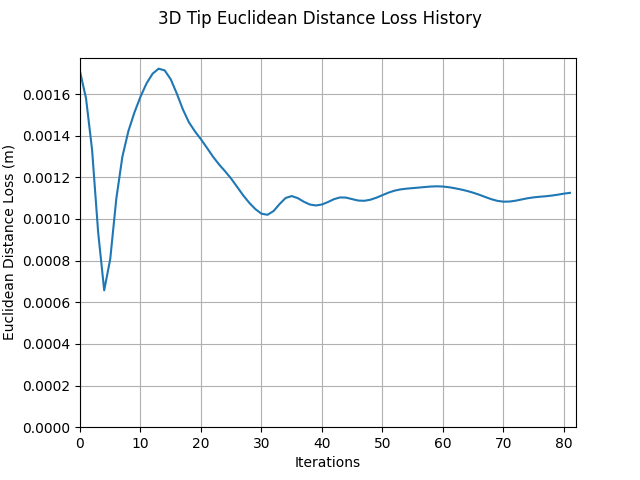 3D Tip Euclidean Distance Loss History
Euclidean Distance Loss (m)
0.0016
0.0014
0.0012
0.0010
0.0008
0.0006
0.0004
0.0002
0.0000
0 10 20 30 40 50 60 70 80
Iterations